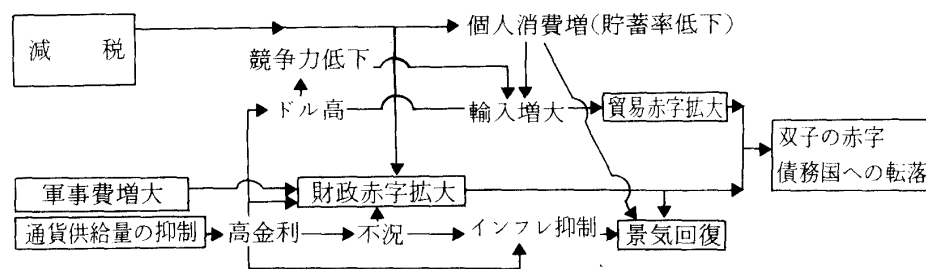 減税
個人消費増(貯蓄率低下)
競争力低下
ドル高
輸入増大
貿易赤字拡大
双子の赤字
債務国への転落
軍事費増大
財政赤字拡大
通貨供給量の抑制
高金利
不況
インフレ抑制
景気回復